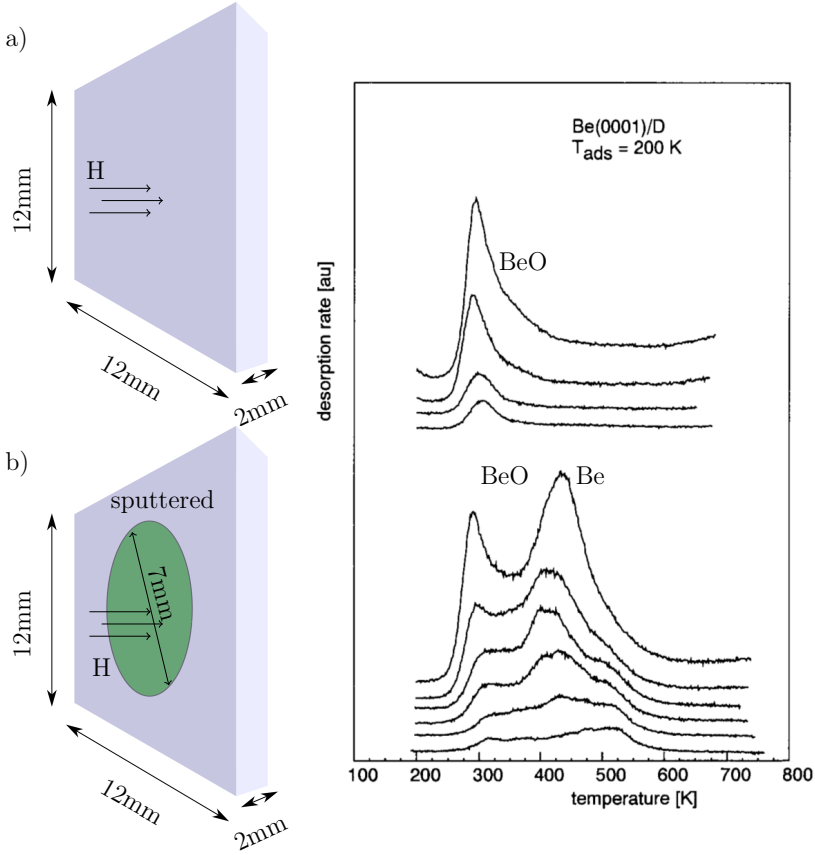 a)
H
12mm
12mm
2mm
b)
sputtered
7mm
12mm
H
12mm
2mm
Be(0001)/D
Tads = 200 K
BeO
desorption rate [au]
BeO
Be
100 200 300 400 500 600 700 800
temperature [K]